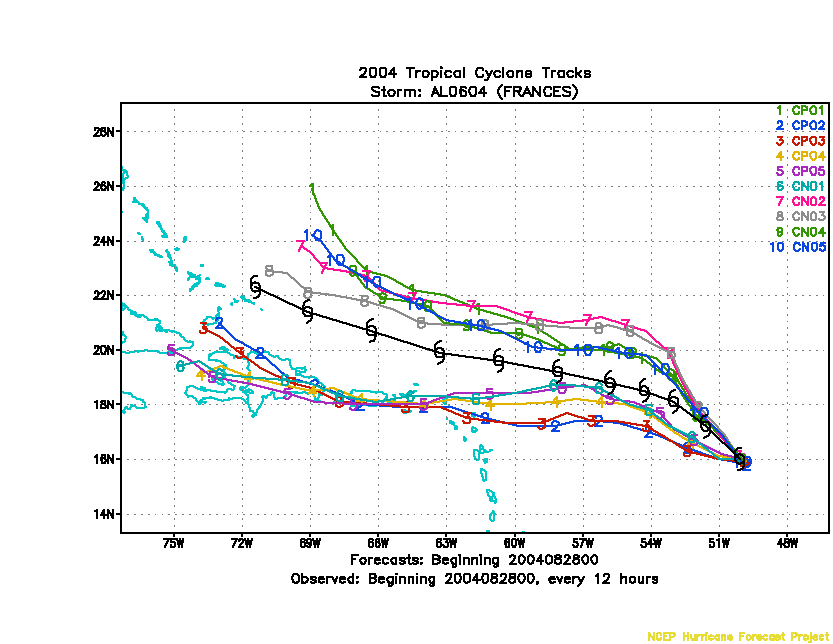 2004 Tropical Cyclone Tracks
Storm: AL0604 (FRANCES)
1 CP01
2 CP02
3 CP03
4 CP04
5 CP05
6 CN01
7 CN02
8 CN03
9 CN04
10 CN05
28N
26N
24N
22N
20N
18N
16N
14N
75W 72W 69W 66W 63W 60W 57W 54W 51W 48W
Forecasts: Beginning 2004082800
Observed: Beginning 2004082800, every 12 hours
NCEP Hurricane Forecast Project